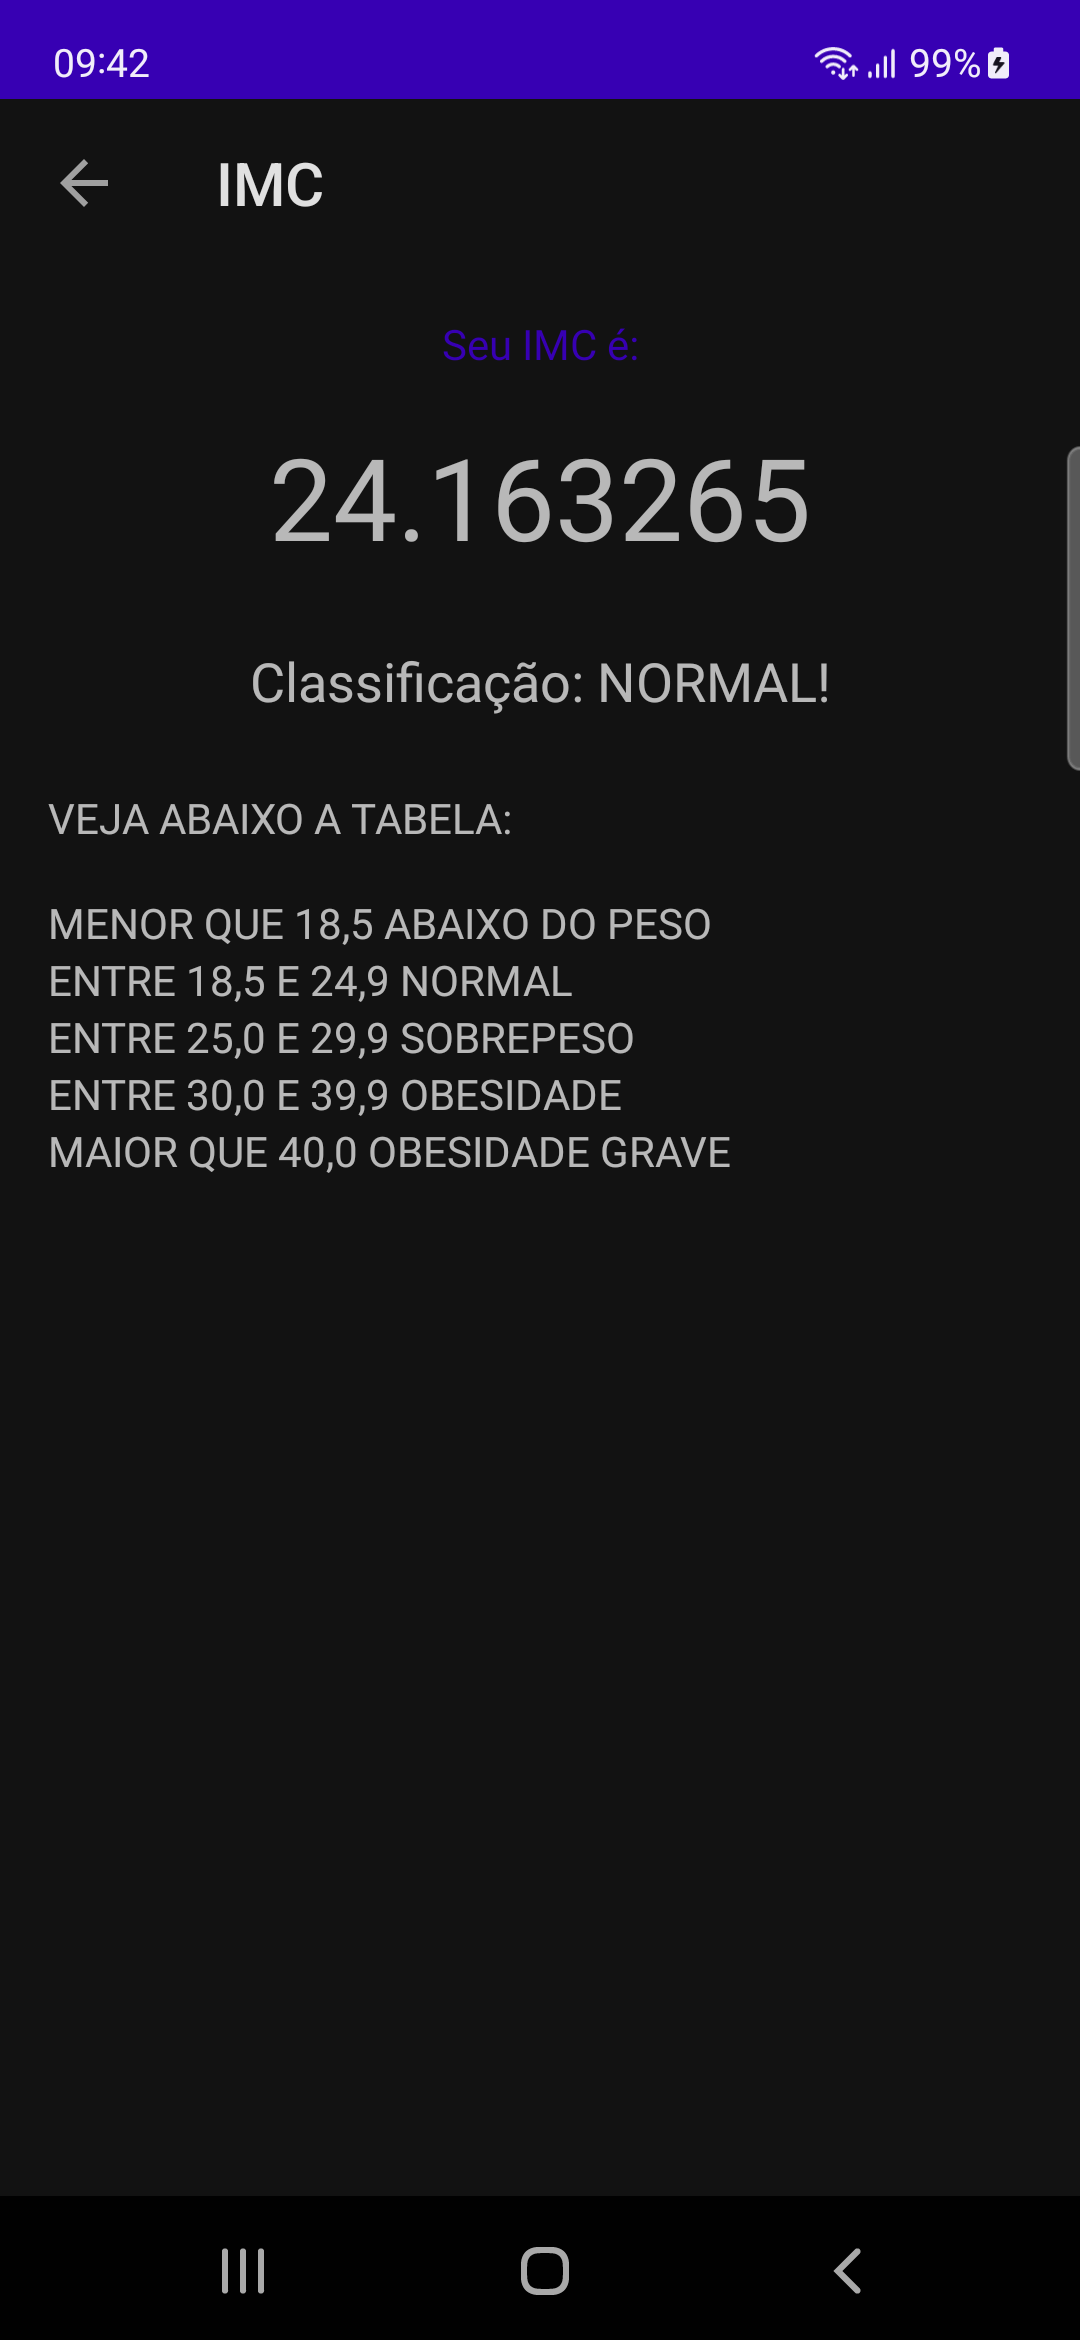 09:42
99%
IMC
Seu IMC é:
24.163265
Classificação: NORMAL!
VEJA ABAIXO A TABELA:
MENOR QUE 18,5 ABAIXO DO PESO
ENTRE 18,5 E 24,9 NORMAL
ENTRE 25,0 E 29,9 SOBREPESO
ENTRE 30,0 E 39,9 OBESIDADE
MAIOR QUE 40,0 OBESIDADE GRAVE